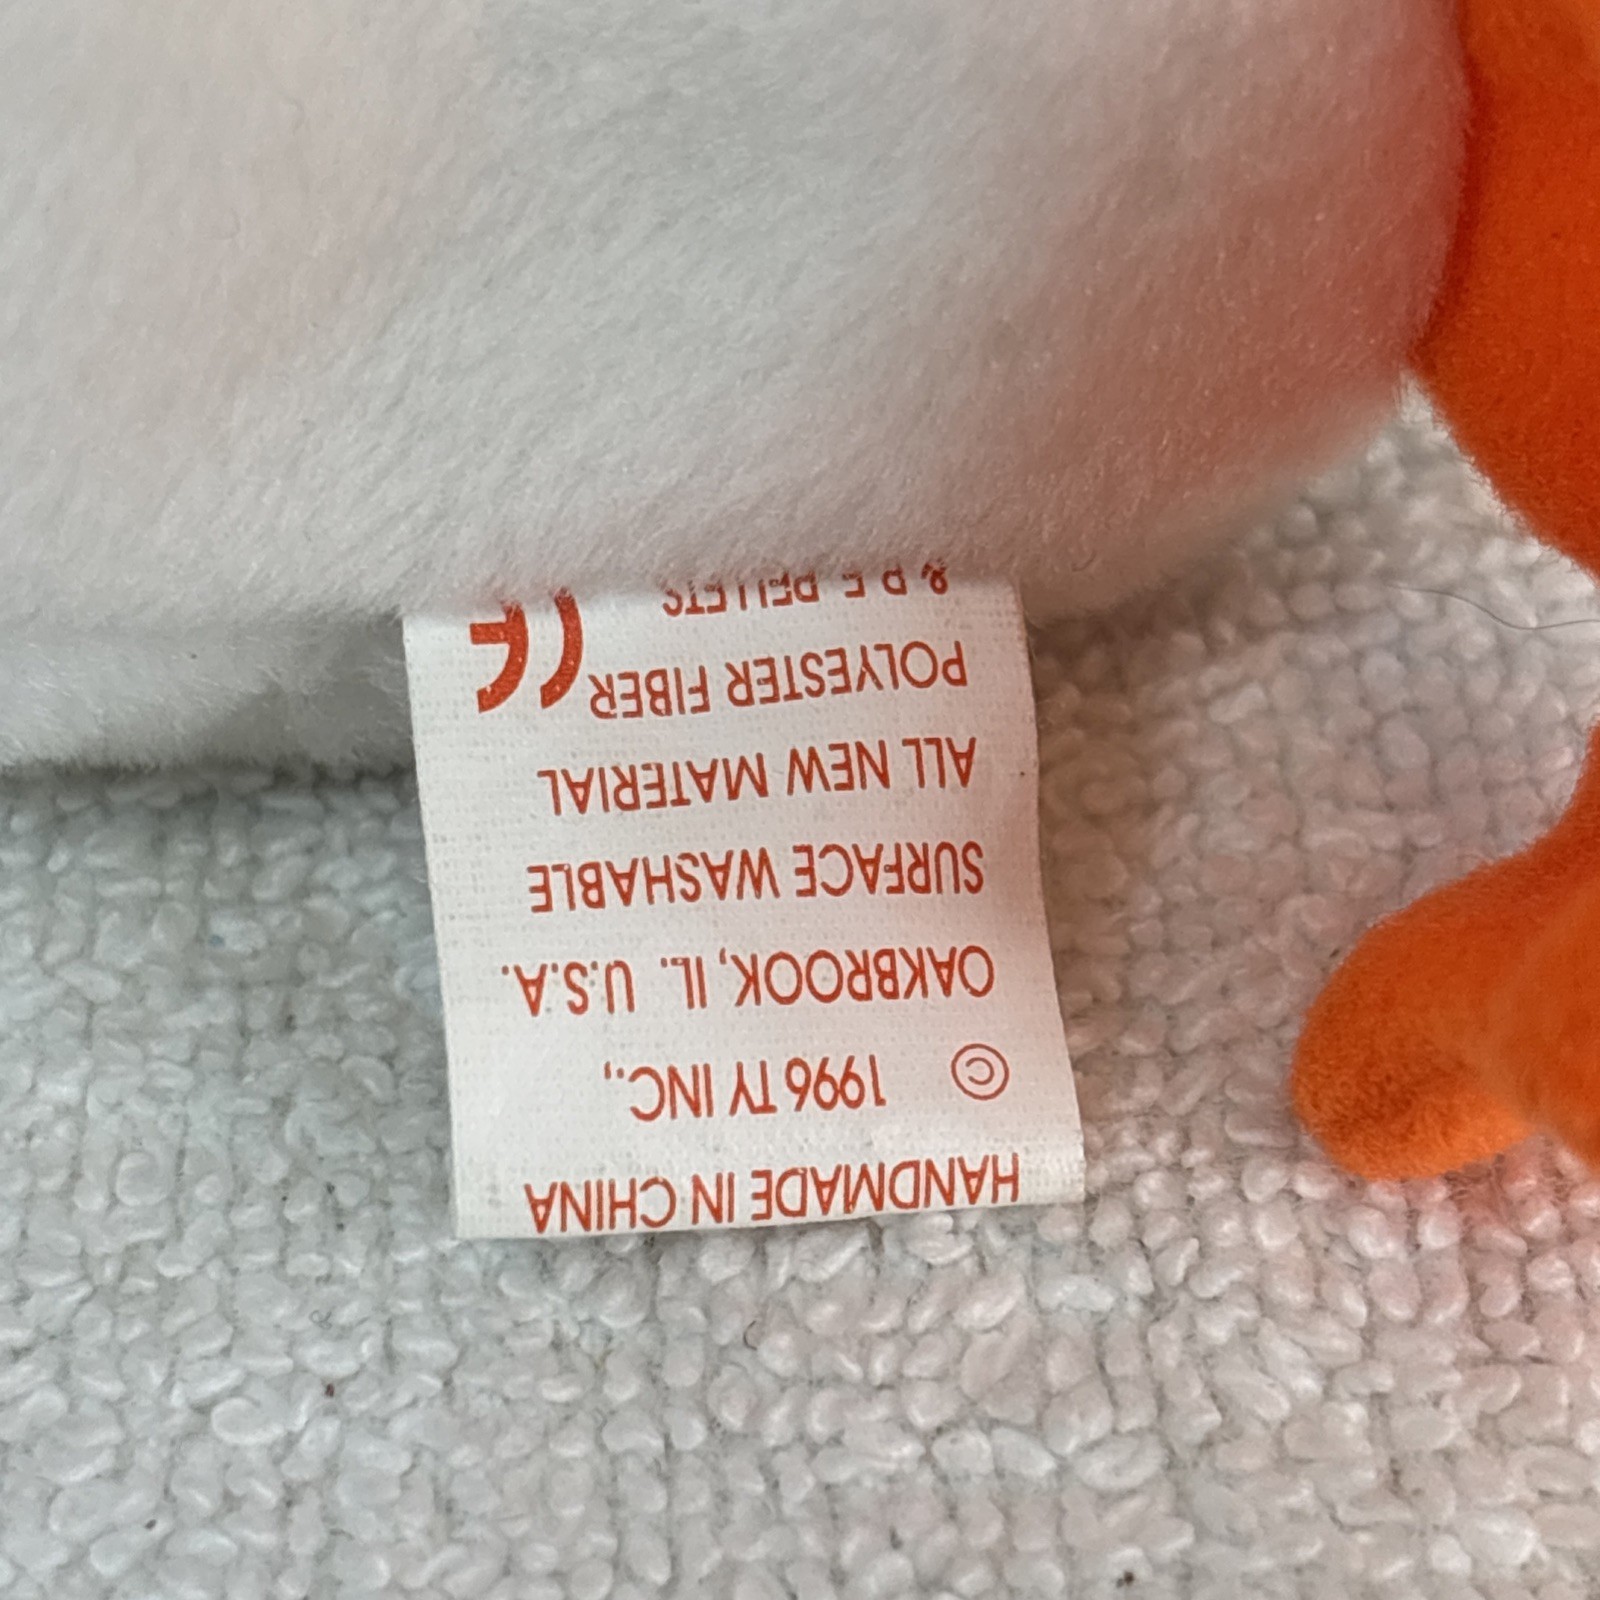 HANDMADE IN CHINA
© 1996 TY INC.,
OAKBROOK, IL. U.S.A.
SURFACE WASHABLE
ALL NEW MATERIAL
POLYESTER FIBER
& P.E. PELLETS CE